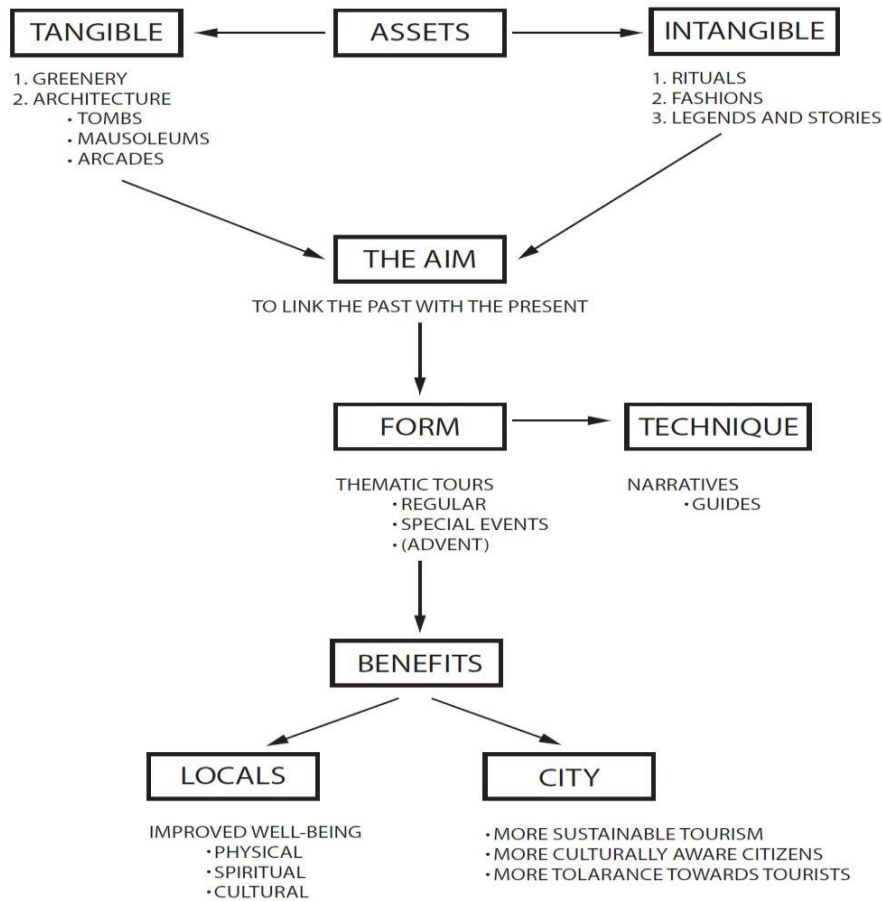 TANGIBLE
ASSETS
INTANGIBLE
1. GREENERY
2. ARCHITECTURE
• TOMBS
• MAUSOLEUMS
• ARCADES
1. RITUALS
2. FASHIONS
3. LEGENDS AND STORIES
THE AIM
TO LINK THE PAST WITH THE PRESENT
FORM
TECHNIQUE
THEMATIC TOURS
• REGULAR
• SPECIAL EVENTS
• (ADVENT)
NARRATIVES
• GUIDES
BENEFITS
LOCALS
CITY
IMPROVED WELL-BEING
• PHYSICAL
• SPIRITUAL
• CULTURAL
• MORE SUSTAINABLE TOURISM
• MORE CULTURALLY AWARE CITIZENS
• MORE TOLARANCE TOWARDS TOURISTS